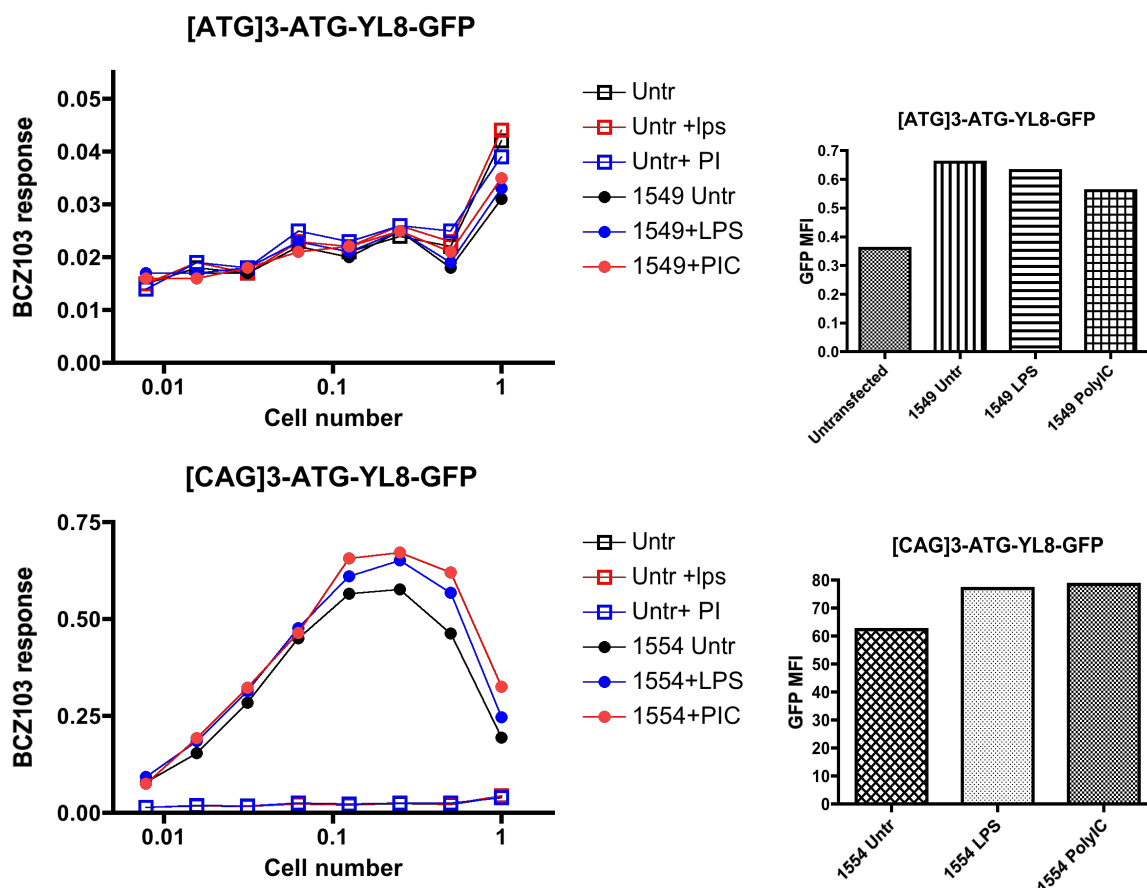 [ATG]3-ATG-YL8-GFP
BCZ103 response
0.05
0.04
0.03
0.02
0.01
0.00
0.01
0.1
1
Cell number
Untr
Untr +lps
Untr+ PI
1549 Untr
1549+LPS
1549+PIC
[ATG]3-ATG-YL8-GFP
GFP MFI
0.7
0.6
0.5
0.4
0.3
0.2
0.1
0.0
Untransfected
1549 Untr
1549 LPS
1549 PolyIC
[CAG]3-ATG-YL8-GFP
BCZ103 response
0.75
0.50
0.25
0.00
0.01
0.1
1
Cell number
Untr
Untr +lps
Untr+ PI
1554 Untr
1554+LPS
1554+PIC
[CAG]3-ATG-YL8-GFP
GFP MFI
80
70
60
50
40
30
20
10
0
1554 Untr
1554 LPS
1554 PolyIC